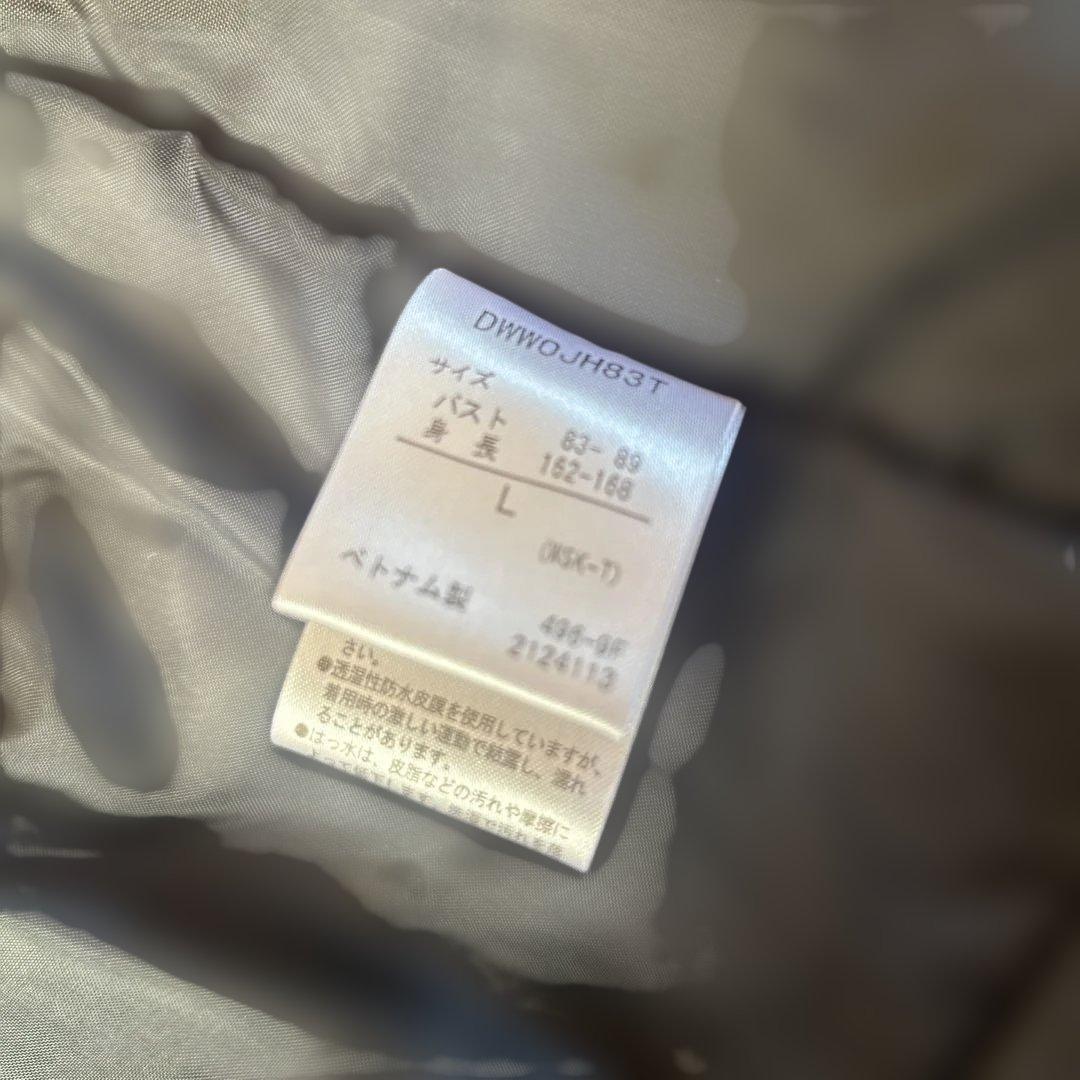 DWWOJH83T
サイズ
バスト 83- 89
身 長 162-168
L
(MSK-T)
ベトナム製
496-GF
2124113
さい。
●透湿性防水皮膜を使用していますが、
着用時の激しい運動で結露し、濡れ
ることがあります。
●はっ水は、皮脂などの汚れや摩擦に